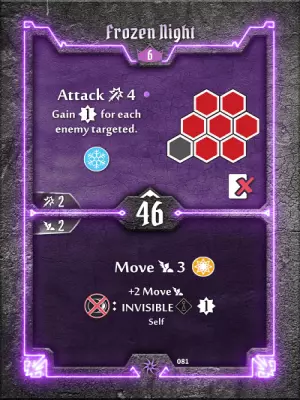 Frozen Night
6
Attack 4
Gain 1 for each
enemy targeted.
2
46
2
Move 3
+2 Move
: INVISIBLE 1
Self
081